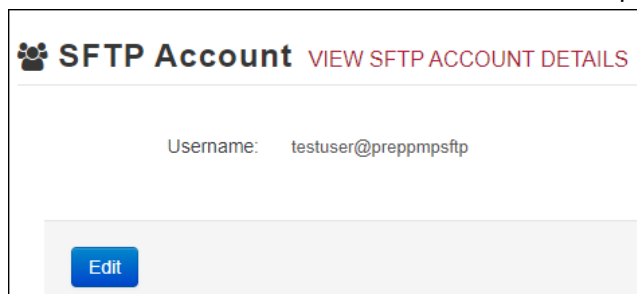 SFTP Account VIEW SFTP ACCOUNT DETAILS
Username: testuser@preppmpsftp
Edit